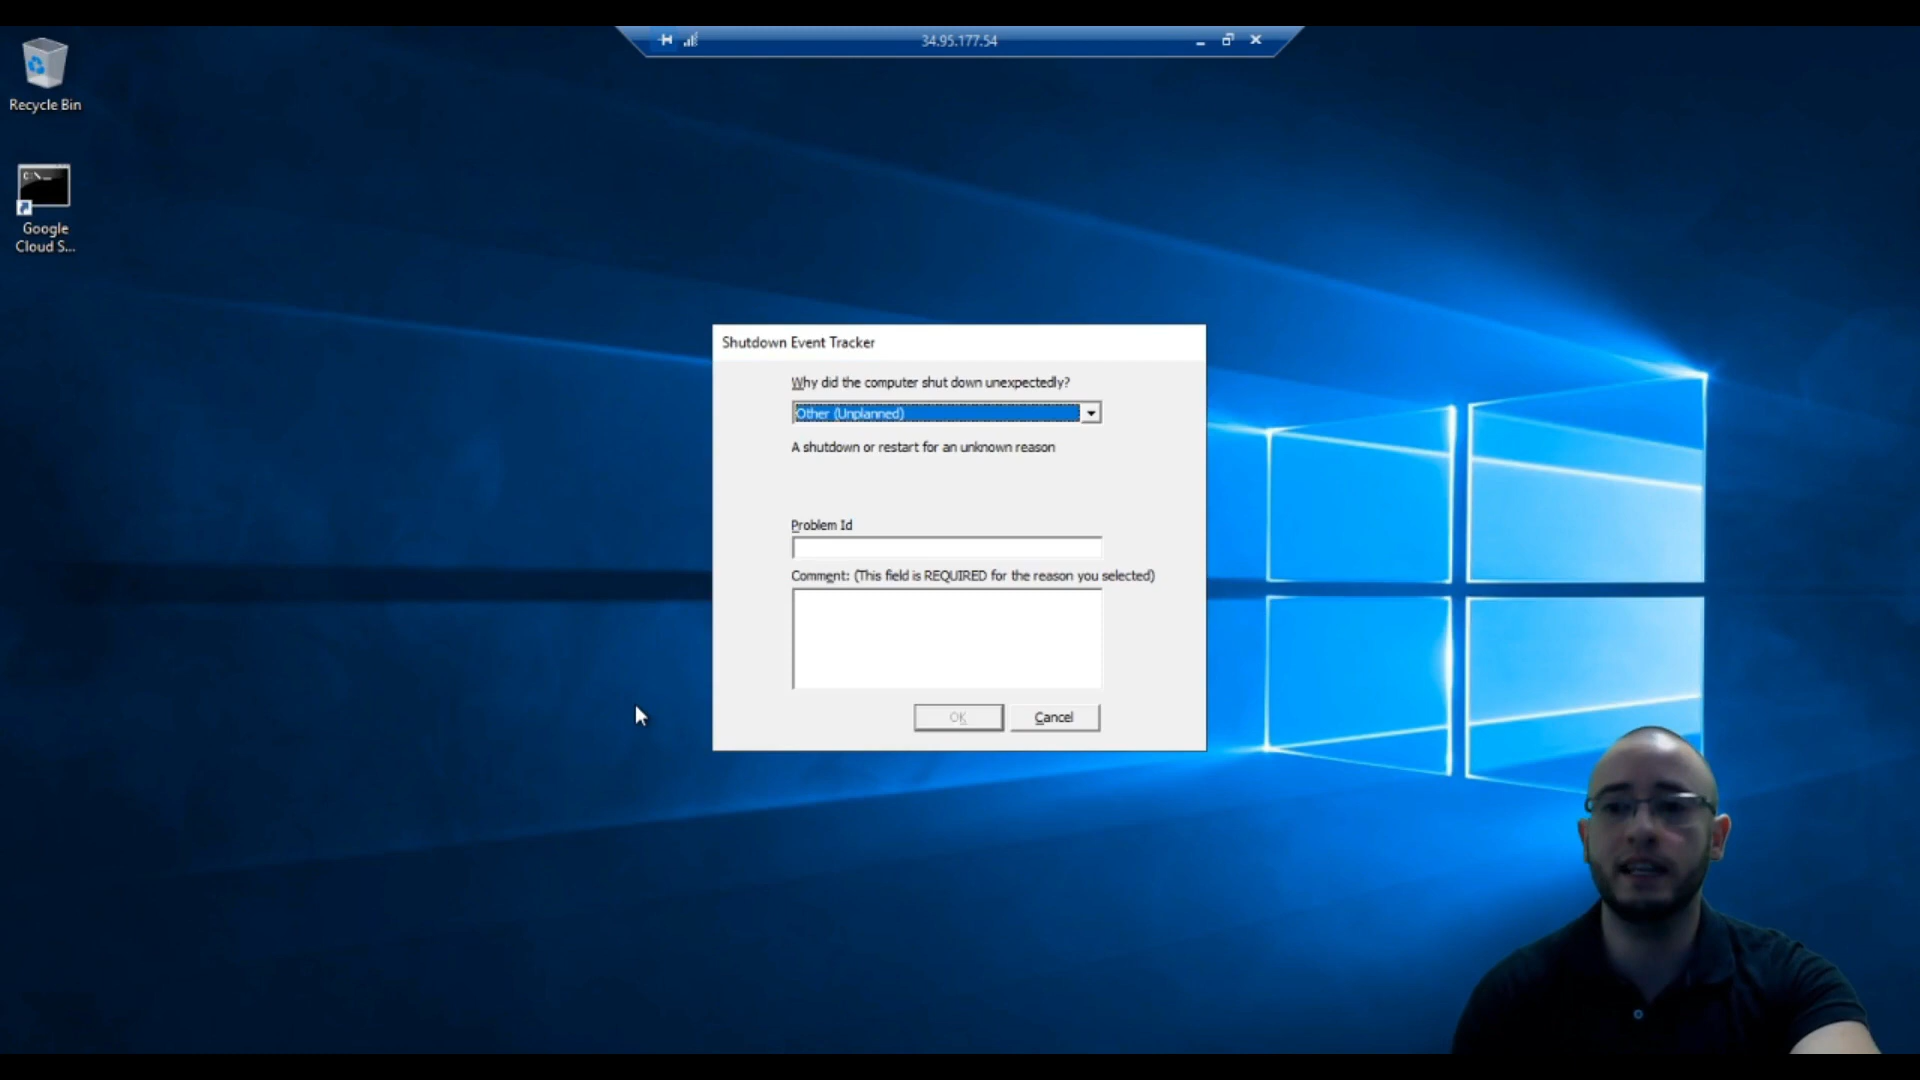 34.95.177.54
Recycle Bin
C:\_
Google
Cloud S...
Shutdown Event Tracker
Why did the computer shut down unexpectedly?
Other (Unplanned)
A shutdown or restart for an unknown reason
Problem Id
Comment: (This field is REQUIRED for the reason you selected)
OK
Cancel